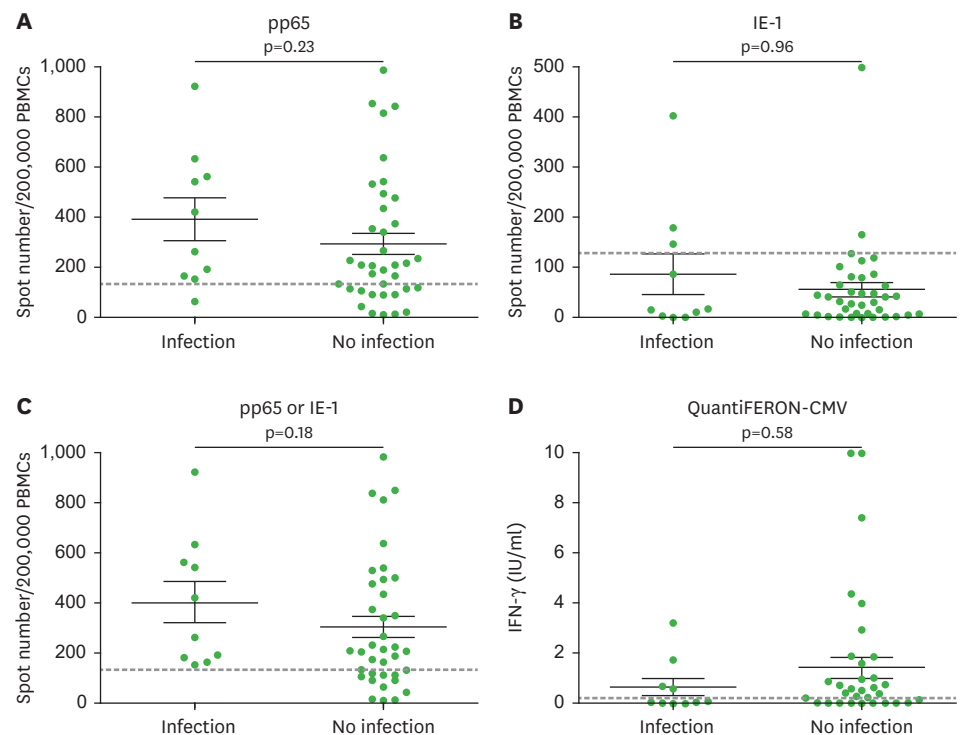 A
pp65
p=0.23
Spot number/200,000 PBMCs
1,000
800
600
400
200
0
Infection
No infection
B
IE-1
p=0.96
Spot number/200,000 PBMCs
500
400
300
200
100
0
Infection
No infection
C
pp65 or IE-1
p=0.18
Spot number/200,000 PBMCs
1,000
800
600
400
200
0
Infection
No infection
D
QuantiFERON-CMV
p=0.58
IFN-γ (IU/ml)
10
8
6
4
2
0
Infection
No infection